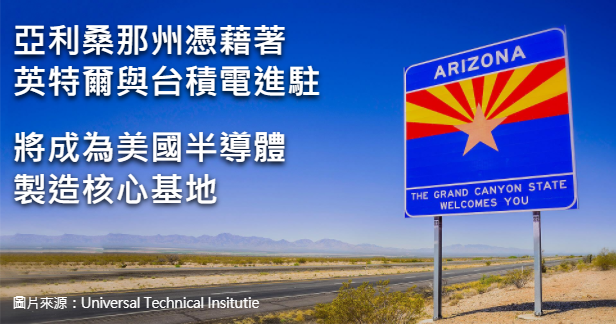 亞利桑那州憑藉著
英特爾與台積電進駐
將成為美國半導體
製造核心基地
ARIZONA
THE GRAND CANYON STATE
WELCOMES YOU
圖片來源：Universal Technical Insitutie